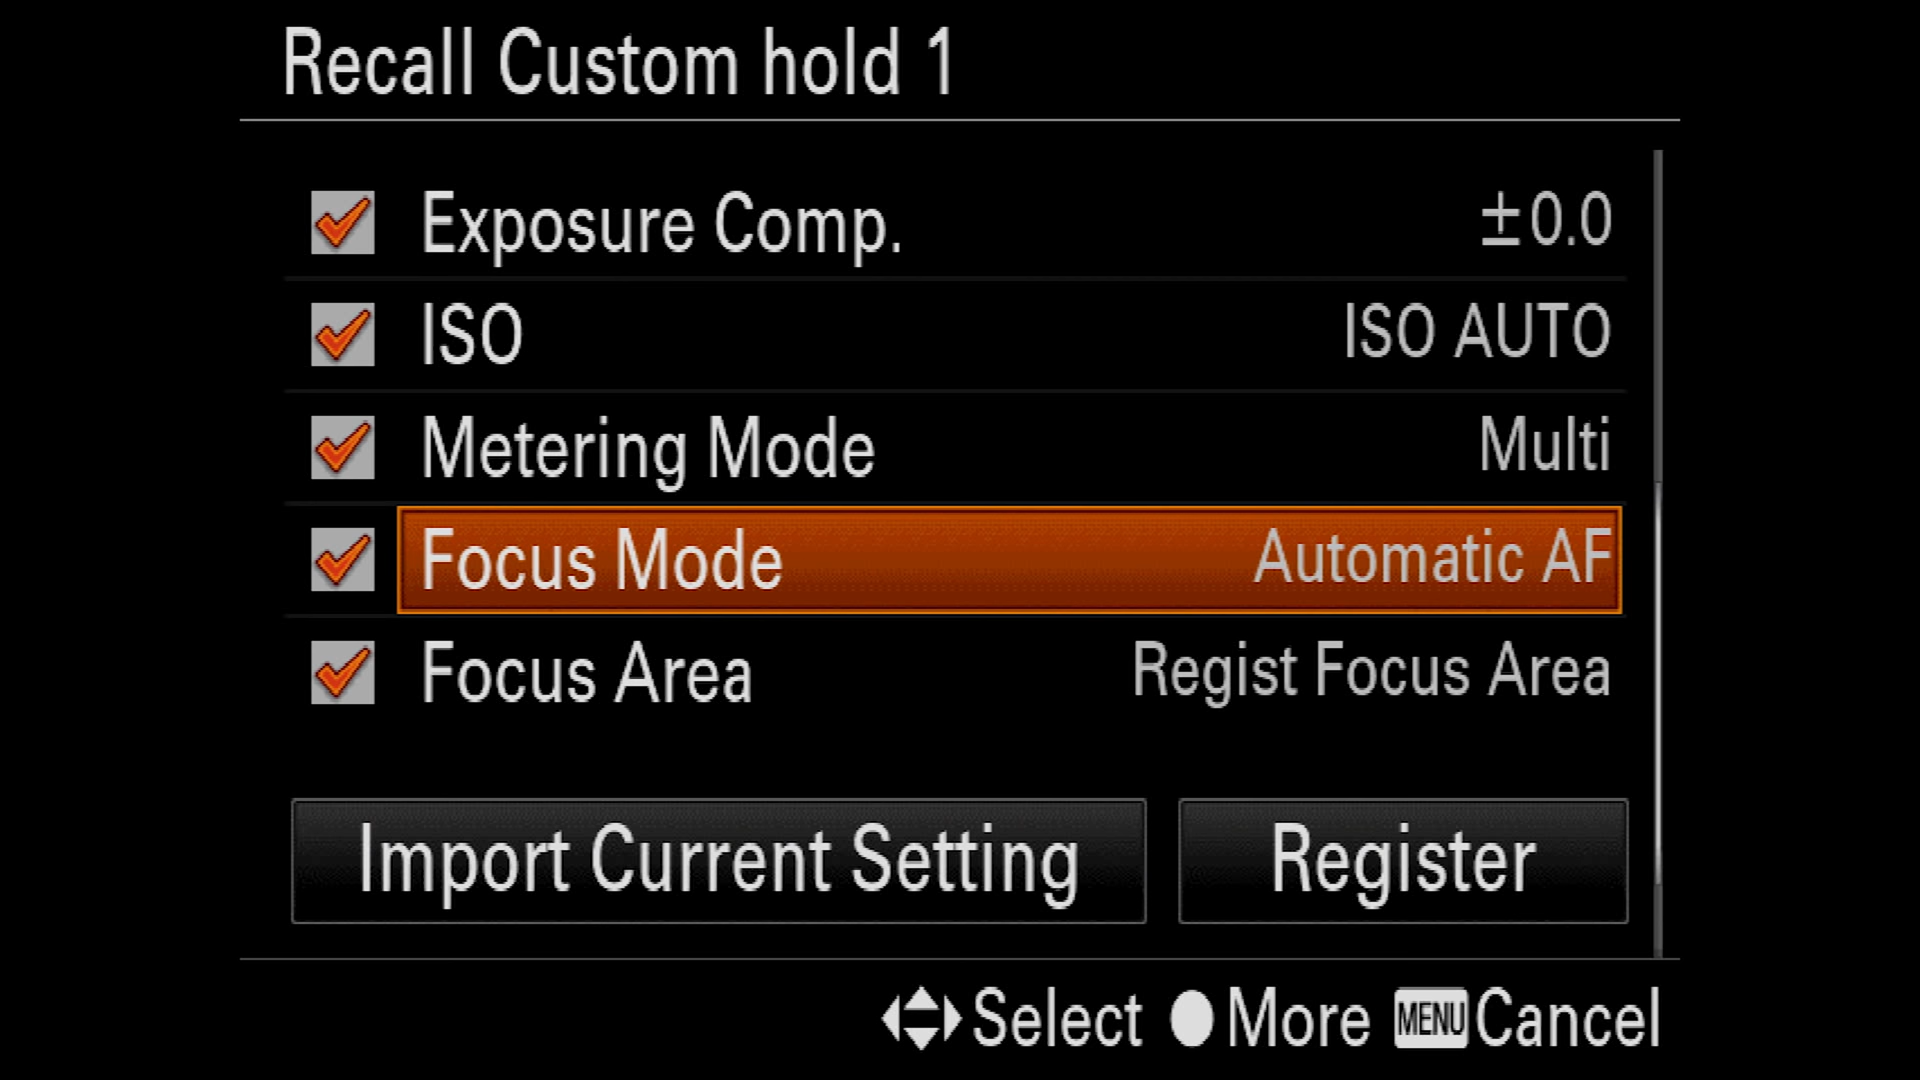 Recall Custom hold 1
Exposure Comp. ±0.0
ISO ISO AUTO
Metering Mode Multi
Focus Mode Automatic AF
Focus Area Regist Focus Area
Import Current Setting Register
Select More MENU Cancel